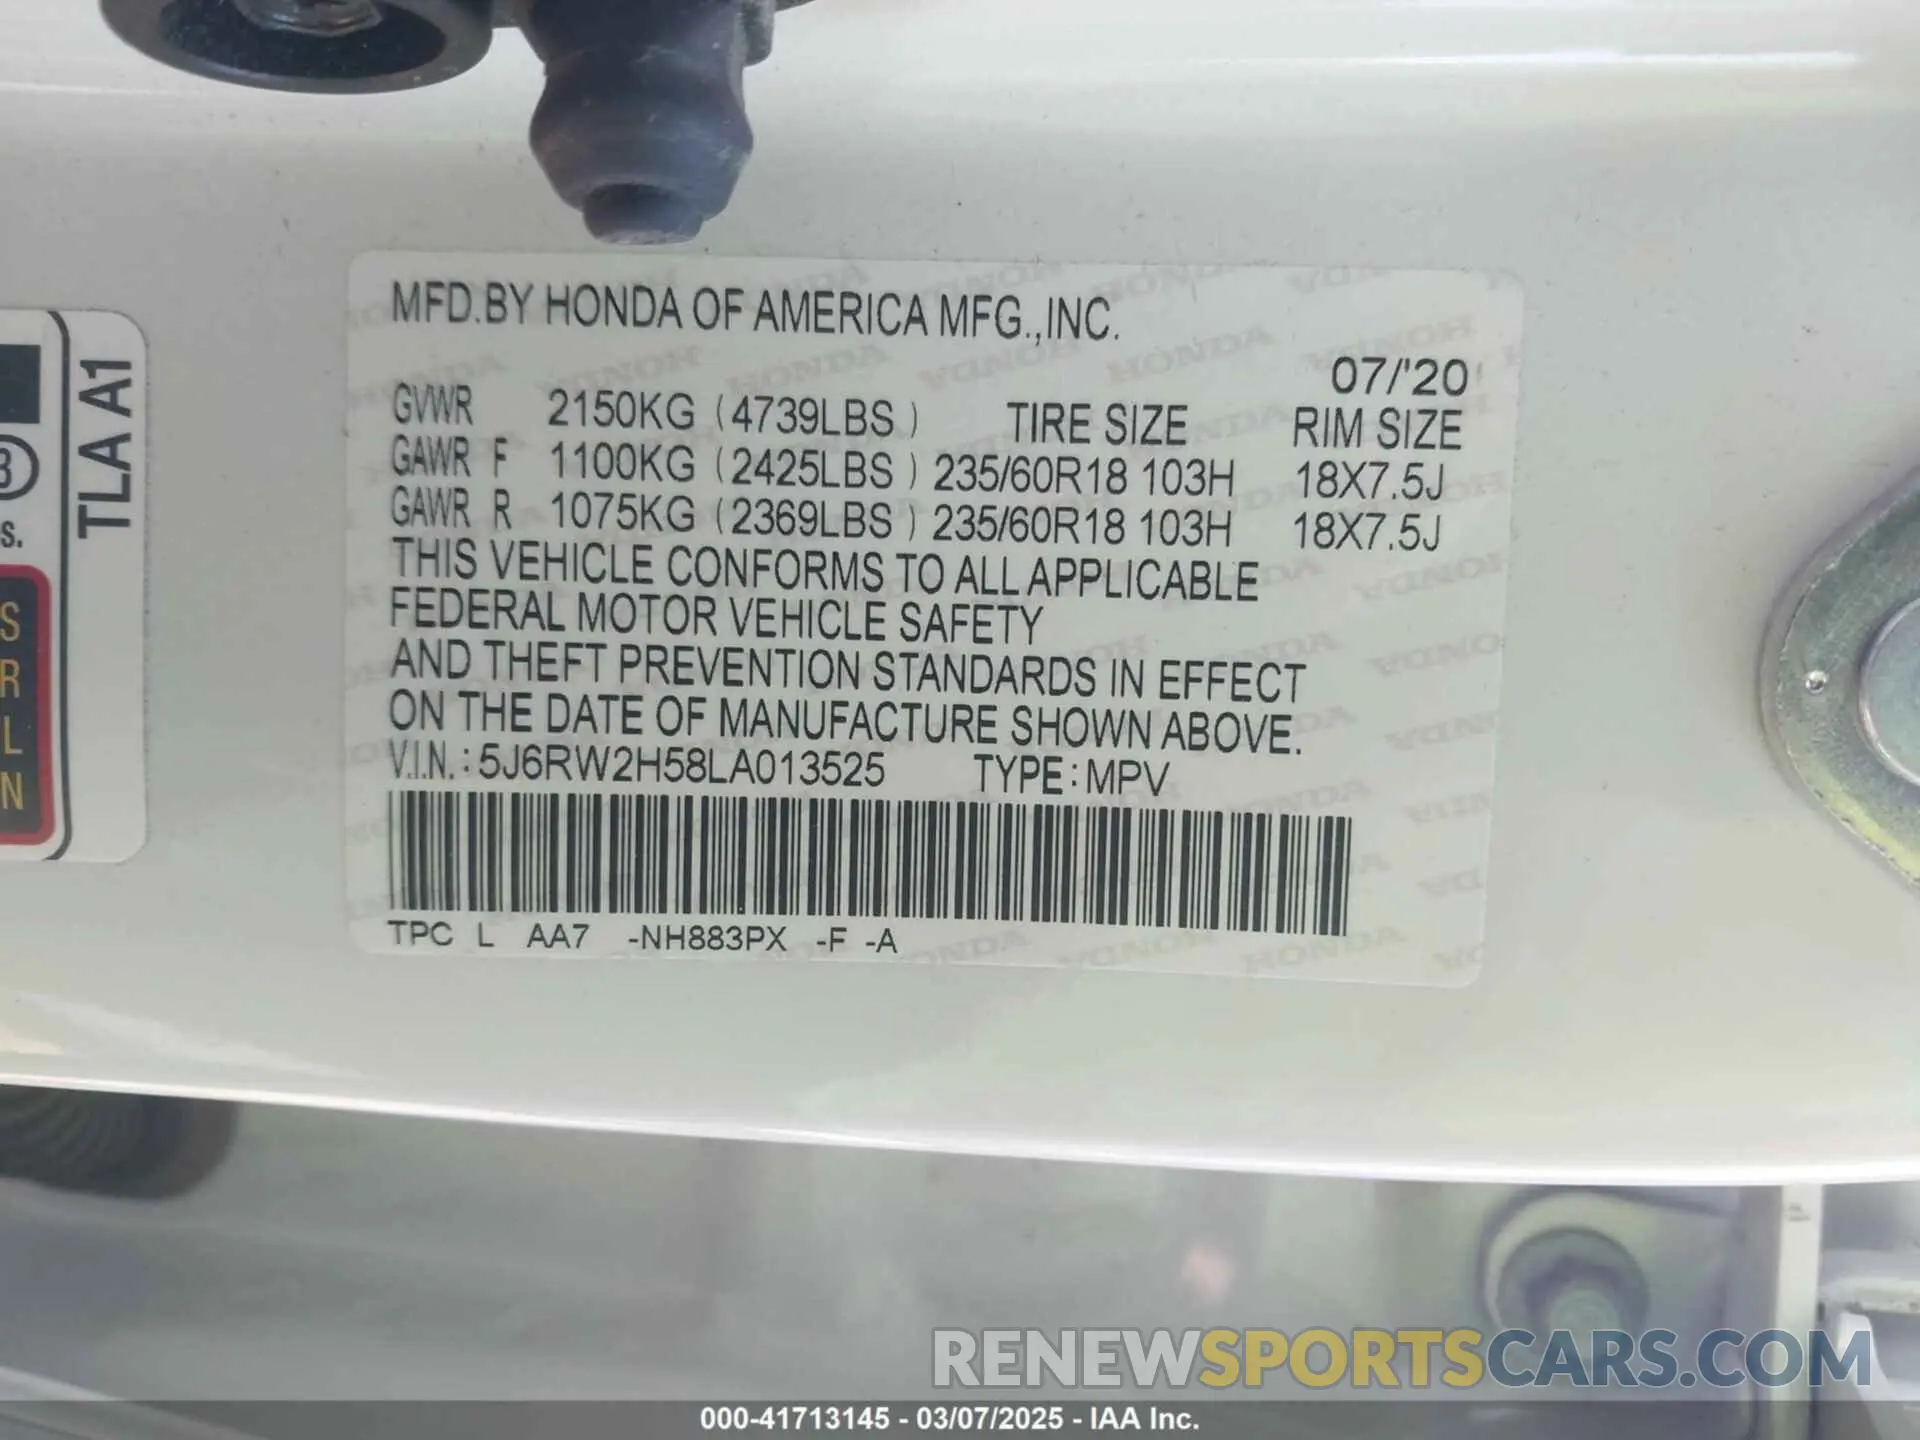 MFD.BY HONDA OF AMERICA MFG.,INC.
07/'20
GVWR 2150KG (4739LBS) TIRE SIZE RIM SIZE
GAWR F 1100KG (2425LBS) 235/60R18 103H 18X7.5J
GAWR R 1075KG (2369LBS) 235/60R18 103H 18X7.5J
THIS VEHICLE CONFORMS TO ALL APPLICABLE
FEDERAL MOTOR VEHICLE SAFETY
AND THEFT PREVENTION STANDARDS IN EFFECT
ON THE DATE OF MANUFACTURE SHOWN ABOVE.
V.I.N.: 5J6RW2H58LA013525 TYPE: MPV
TPC L AA7 -NH883PX -F -A
TLA A1
3
s.
S
R
L
N
RENEWSPORTSCARS.COM
000-41713145 - 03/07/2025 - IAA Inc.